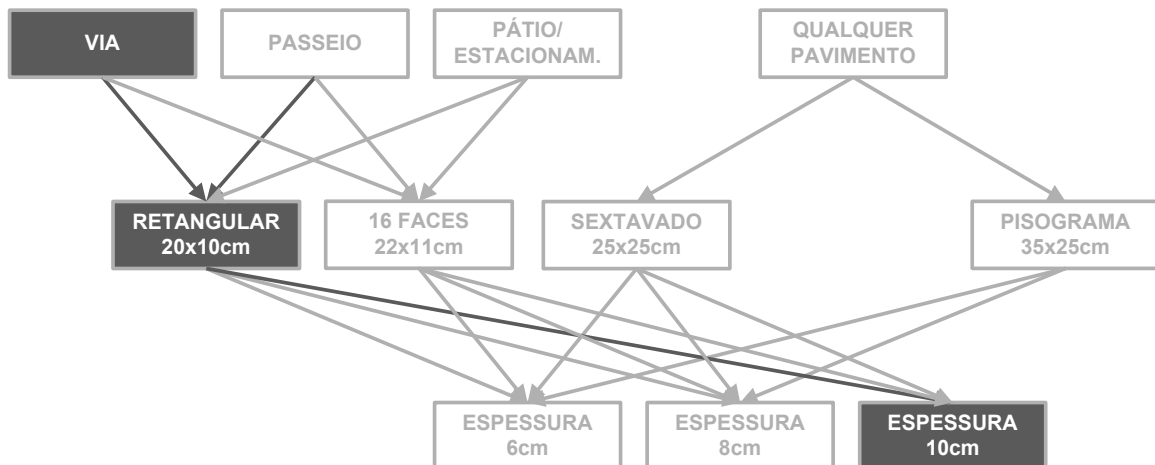 VIA
PASSEIO
PÁTIO/
ESTACIONAM.
QUALQUER
PAVIMENTO
RETANGULAR
20x10cm
16 FACES
22x11cm
SEXTAVADO
25x25cm
PISOGRAMA
35x25cm
ESPESSURA
6cm
ESPESSURA
8cm
ESPESSURA
10cm